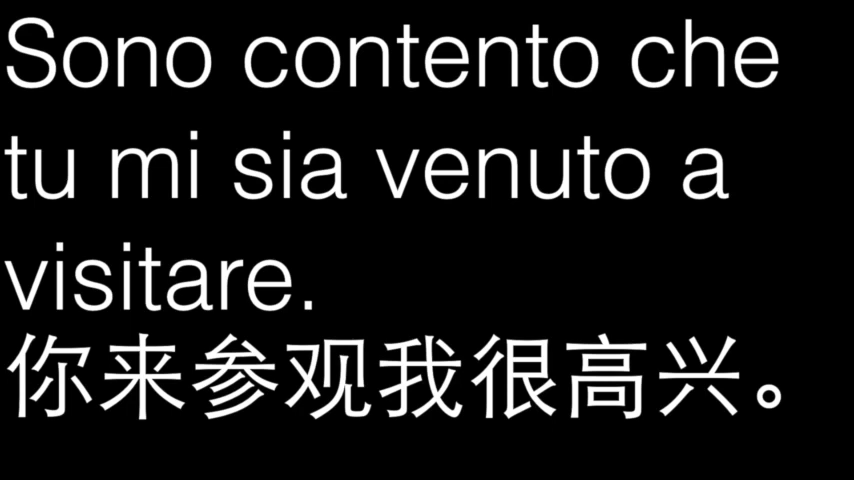 Sono contento che
tu mi sia venuto a
visitare.
你来参观我很高兴。